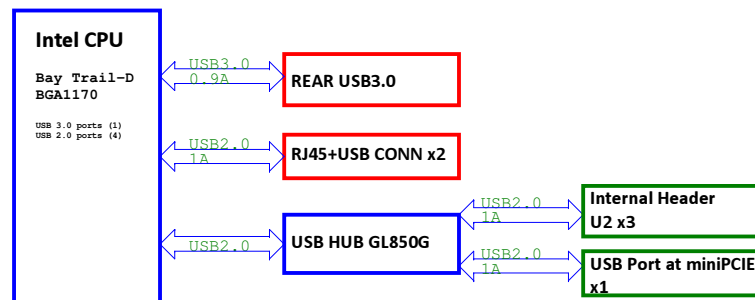 Intel CPU
Bay Trail-D
BGA1170
USB 3.0 ports (1)
USB 2.0 ports (4)
USB3.0
0.9A
REAR USB3.0
USB2.0
1A
RJ45+USB CONN x2
USB2.0
USB HUB GL850G
USB2.0
1A
Internal Header
U2 x3
USB2.0
1A
USB Port at miniPCIE
x1